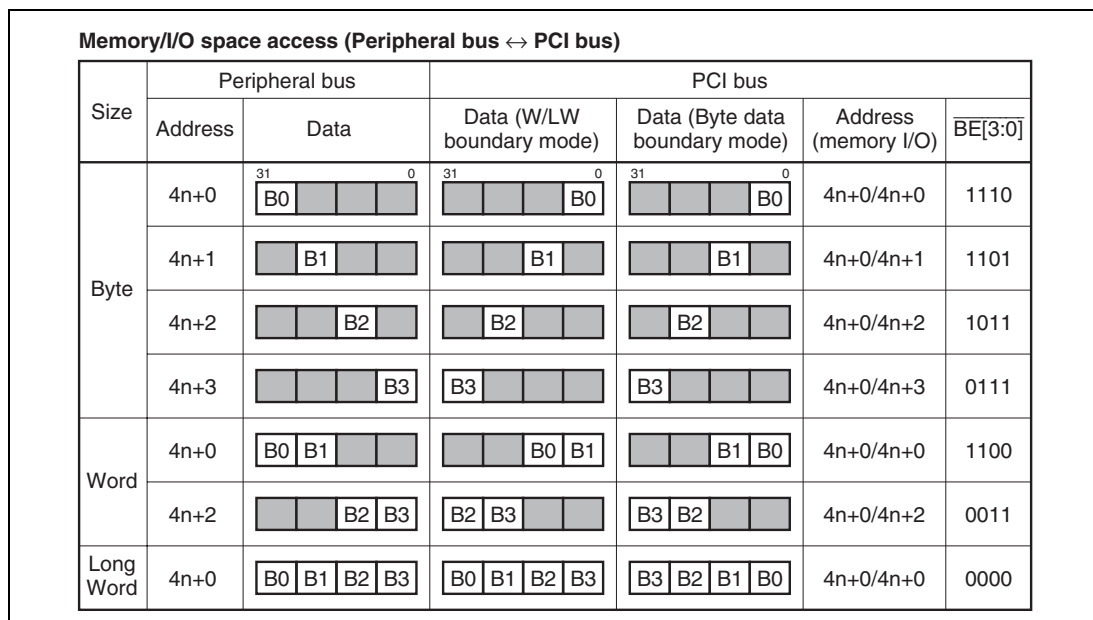 Memory/I/O space access (Peripheral bus ↔ PCI bus)
Size Peripheral bus PCI bus
Address Data Data (W/LW boundary mode) Data (Byte data boundary mode) Address (memory I/O) BE[3:0]
31 0 31 0 31 0
Byte 4n+0 B0 B0 B0 4n+0/4n+0 1110
4n+1 B1 B1 B1 4n+0/4n+1 1101
4n+2 B2 B2 B2 4n+0/4n+2 1011
4n+3 B3 B3 B3 4n+0/4n+3 0111
Word 4n+0 B0 B1 B0 B1 B1 B0 4n+0/4n+0 1100
4n+2 B2 B3 B2 B3 B3 B2 4n+0/4n+2 0011
Long Word 4n+0 B0 B1 B2 B3 B0 B1 B2 B3 B3 B2 B1 B0 4n+0/4n+0 0000